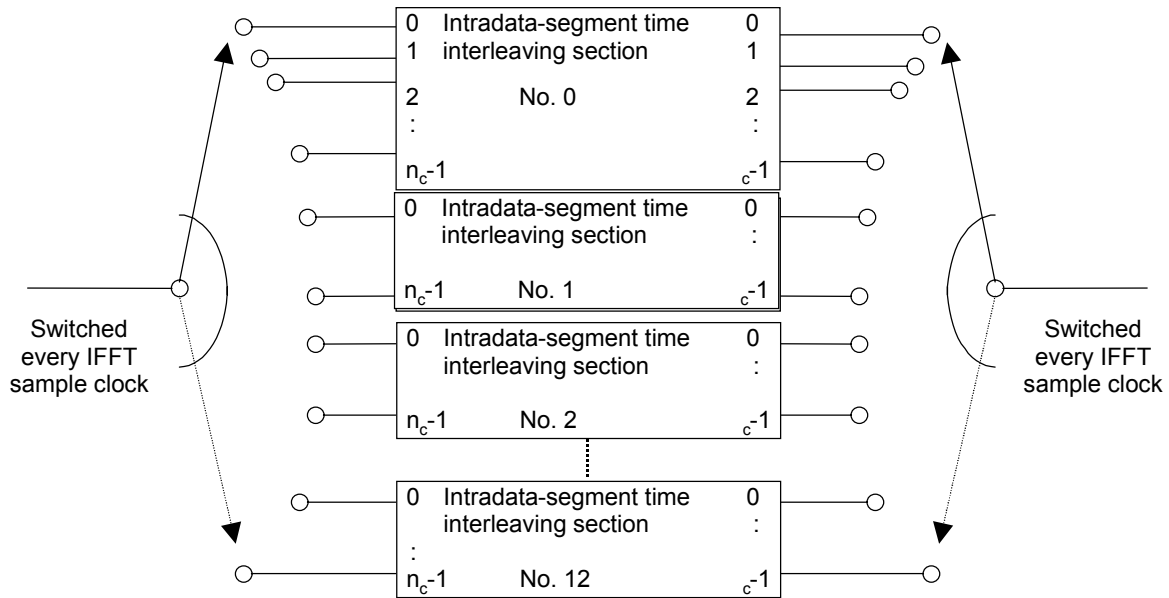 0 Intradata-segment time 0
1 interleaving section 1
2 No. 0 2
: :
n_c-1 _c-1
0 Intradata-segment time 0
interleaving section :
n_c-1 No. 1 _c-1
0 Intradata-segment time 0
interleaving section :
n_c-1 No. 2 _c-1
0 Intradata-segment time 0
interleaving section :
:
n_c-1 No. 12 _c-1
Switched
every IFFT
sample clock
Switched
every IFFT
sample clock